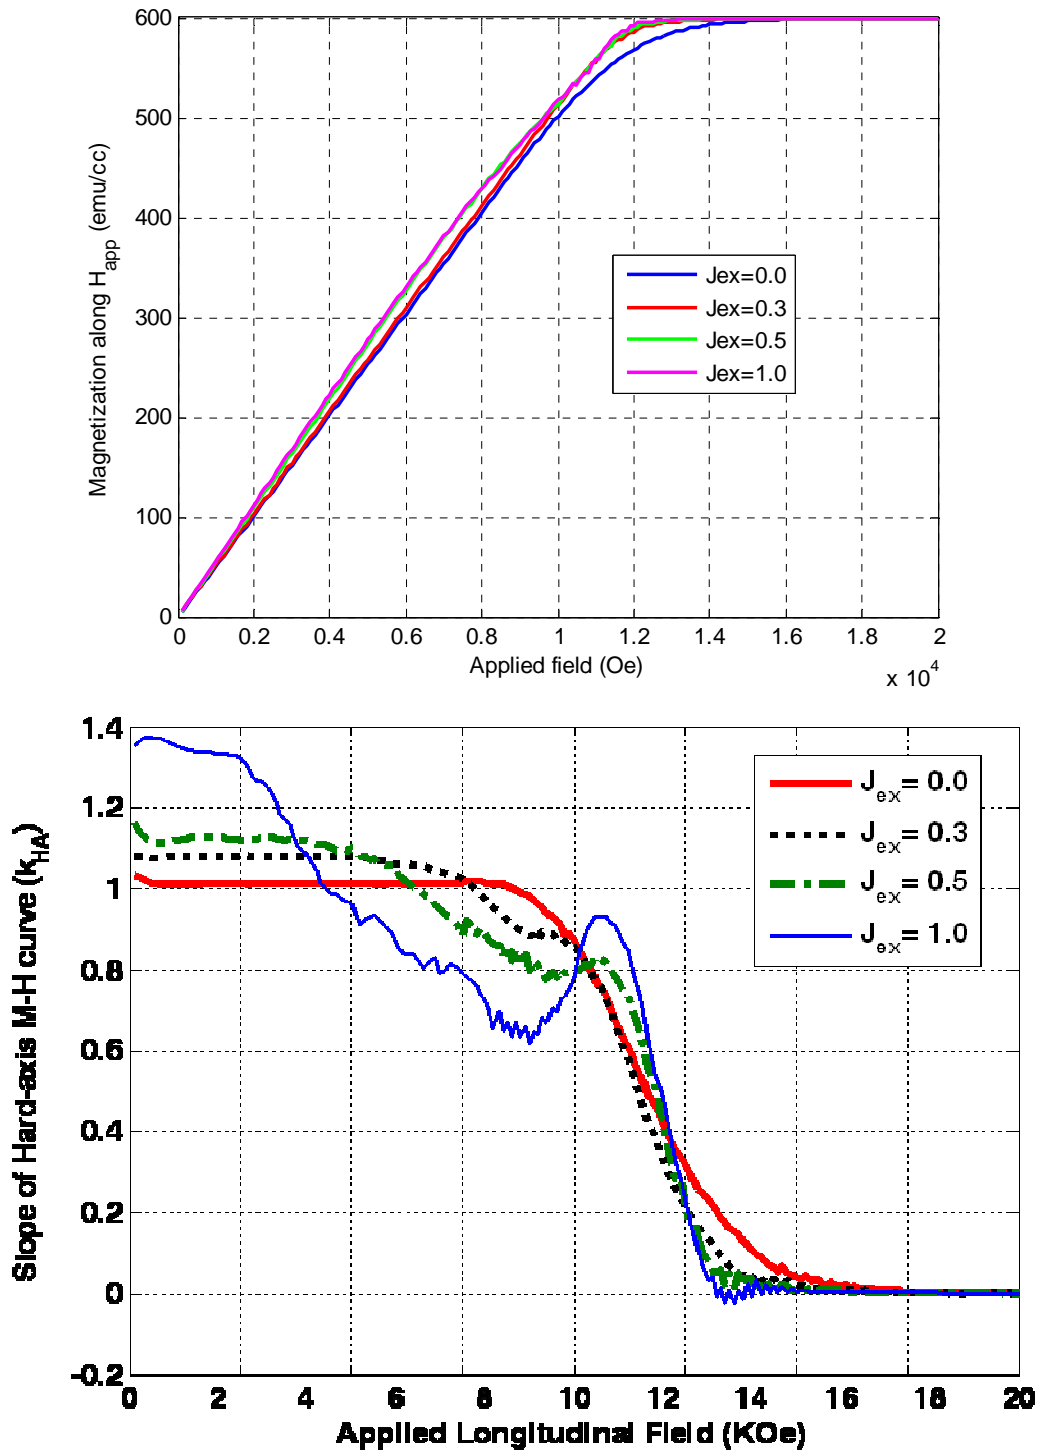 600
500
400
300
200
100
0
Magnetization along H_app (emu/cc)
Jex=0.0
Jex=0.3
Jex=0.5
Jex=1.0
0 0.2 0.4 0.6 0.8 1 1.2 1.4 1.6 1.8 2
Applied field (Oe)
x 10^4
1.4
1.2
1
0.8
0.6
0.4
0.2
0
-0.2
Slope of Hard-axis M-H curve (k_HA)
J_ex= 0.0
J_ex= 0.3
J_ex= 0.5
J_ex= 1.0
0 2 4 6 8 10 12 14 16 18 20
Applied Longitudinal Field (KOe)